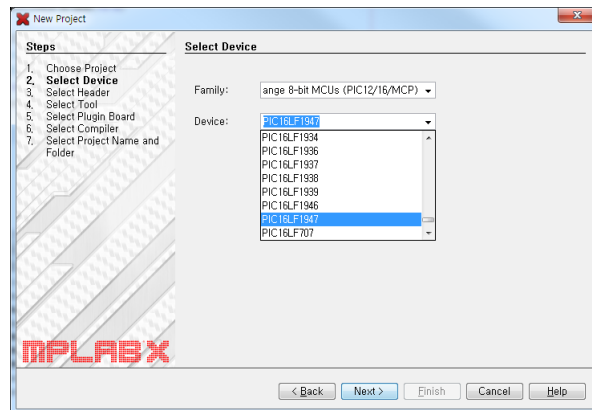 New Project
Steps
1. Choose Project
2. Select Device
3. Select Header
4. Select Tool
5. Select Plugin Board
6. Select Compiler
7. Select Project Name and
Folder
Select Device
Family:
ange 8-bit MCUs (PIC12/16/MCP)
Device:
PIC16LF1947
PIC16LF1934
PIC16LF1936
PIC16LF1937
PIC16LF1938
PIC16LF1939
PIC16LF1946
PIC16LF1947
PIC16LF707
MPLAB X
< Back
Next >
Finish
Cancel
Help